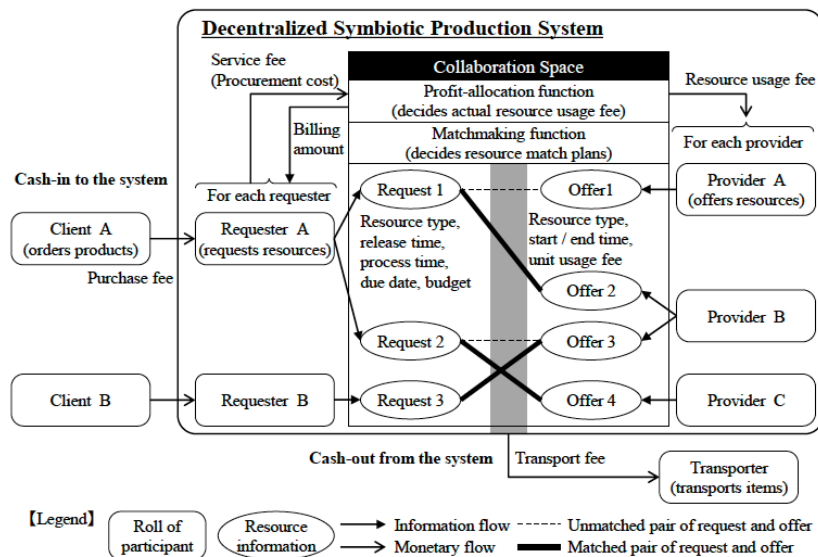 Decentralized Symbiotic Production System
Service fee
(Procurement cost)
Collaboration Space
Resource usage fee
Profit-allocation function
(decides actual resource usage fee)
Billing
amount
Matchmaking function
(decides resource match plans)
For each provider
Cash-in to the system
For each requester
Request 1
Offer1
Provider A
(offers resources)
Client A
(orders products)
Requester A
(requests resources)
Resource type,
release time,
process time,
due date, budget
Resource type,
start / end time,
unit usage fee
Purchase fee
Offer 2
Provider B
Request 2
Offer 3
Client B
Requester B
Request 3
Offer 4
Provider C
Cash-out from the system
Transport fee
Transporter
(transports items)
【Legend】
Roll of
participant
Resource
information
Information flow
Monetary flow
Unmatched pair of request and offer
Matched pair of request and offer